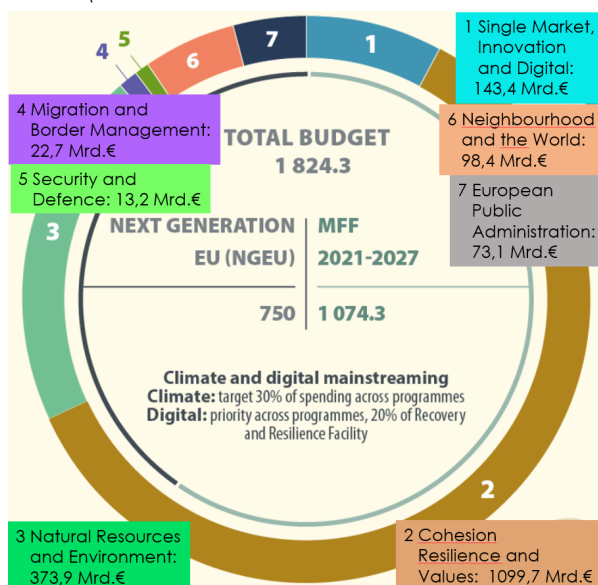 4
5
6
7
1
1 Single Market,
Innovation
and Digital:
143,4 Mrd.€
4 Migration and
Border Management:
22,7 Mrd.€
TOTAL BUDGET
1 824.3
6 Neighbourhood
and the World:
98,4 Mrd.€
5 Security and
Defence: 13,2 Mrd.€
7 European
Public
Administration:
73,1 Mrd.€
3
NEXT GENERATION
EU (NGEU)
MFF
2021-2027
750
1 074.3
Climate and digital mainstreaming
Climate: target 30% of spending across programmes
Digital: priority across programmes, 20% of Recovery
and Resilience Facility
2
3 Natural Resources
and Environment:
373,9 Mrd.€
2 Cohesion
Resilience and
Values: 1099,7 Mrd.€